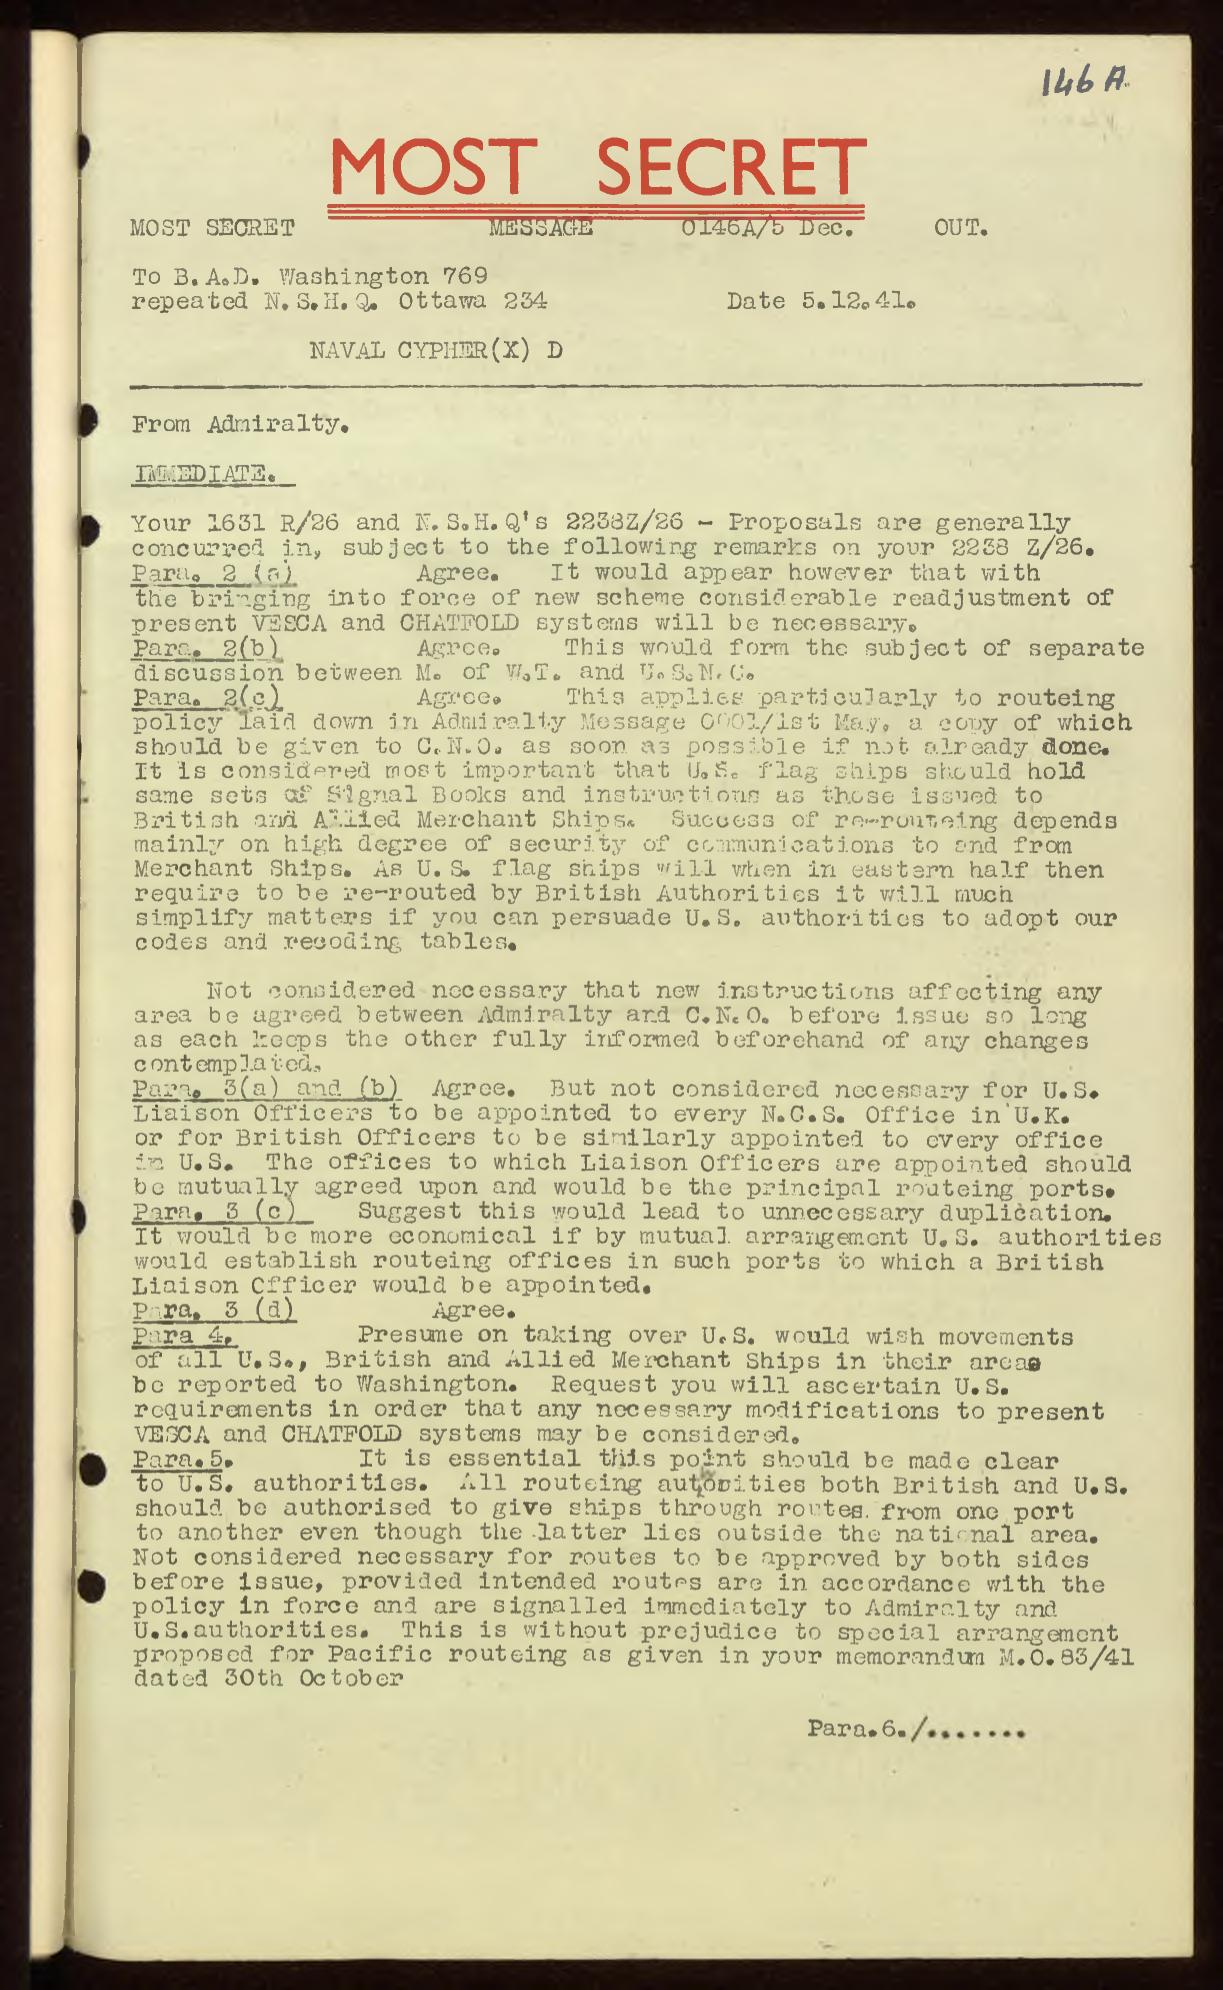 146 A.
MOST SECRET
MOST SECRET MESSAGE 0146A/5 Dec. OUT.
To B.A.D. Washington 769
repeated N.S.H.Q. Ottawa 234 Date 5.12.41.
NAVAL CYPHER(X) D
From Admiralty.
IMMEDIATE.
Your 1631 R/26 and N.S.H.Q's 2238Z/26 - Proposals are generally
concurred in, subject to the following remarks on your 2238 Z/26.
Para. 2 (a) Agree. It would appear however that with
the bringing into force of new scheme considerable readjustment of
present VESCA and CHATFOLD systems will be necessary.
Para. 2(b) Agree. This would form the subject of separate
discussion between M. of W.T. and U.S.N.C.
Para. 2(c) Agree. This applies particularly to routeing
policy laid down in Admiralty Message 0001/1st May, a copy of which
should be given to C.N.O. as soon as possible if not already done.
It is considered most important that U.S. flag ships should hold
same sets of Signal Books and instructions as those issued to
British and Allied Merchant Ships. Success of re-routeing depends
mainly on high degree of security of communications to and from
Merchant Ships. As U.S. flag ships will when in eastern half then
require to be re-routed by British Authorities it will much
simplify matters if you can persuade U.S. authorities to adopt our
codes and recoding tables.
Not considered necessary that new instructions affecting any
area be agreed between Admiralty and C.N.O. before issue so long
as each keeps the other fully informed beforehand of any changes
contemplated.
Para. 3(a) and (b) Agree. But not considered necessary for U.S.
Liaison Officers to be appointed to every N.C.S. Office in U.K.
or for British Officers to be similarly appointed to every office
in U.S. The offices to which Liaison Officers are appointed should
be mutually agreed upon and would be the principal routeing ports.
Para. 3 (c) Suggest this would lead to unnecessary duplication.
It would be more economical if by mutual arrangement U.S. authorities
would establish routeing offices in such ports to which a British
Liaison Officer would be appointed.
Para. 3 (d) Agree.
Para 4. Presume on taking over U.S. would wish movements
of all U.S., British and Allied Merchant Ships in their areas
be reported to Washington. Request you will ascertain U.S.
requirements in order that any necessary modifications to present
VESCA and CHATFOLD systems may be considered.
Para.5. It is essential this point should be made clear
to U.S. authorities. All routeing authorities both British and U.S.
should be authorised to give ships through routes from one port
to another even though the latter lies outside the national area.
Not considered necessary for routes to be approved by both sides
before issue, provided intended routes are in accordance with the
policy in force and are signalled immediately to Admiralty and
U.S.authorities. This is without prejudice to special arrangement
proposed for Pacific routeing as given in your memorandum M.O.83/41
dated 30th October
Para.6./.......